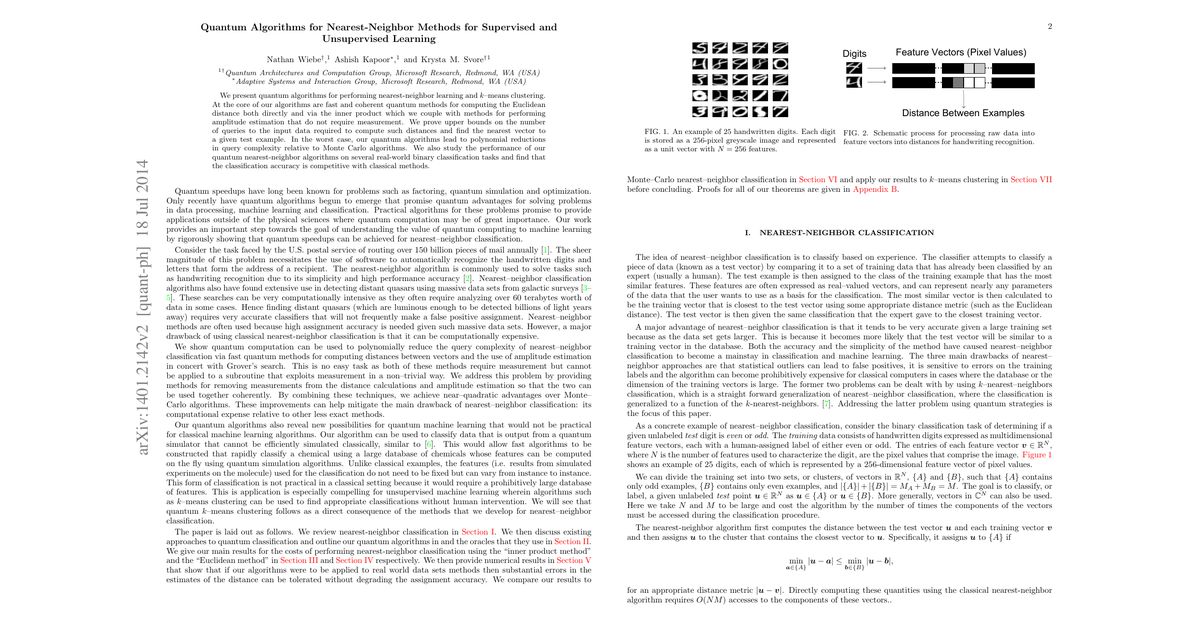 Quantum Algorithms for Nearest-Neighbor Methods for Supervised and
Unsupervised Learning
Nathan Wiebe†,1 Ashish Kapoor∗,1 and Krysta M. Svore†1
1†Quantum Architectures and Computation Group, Microsoft Research, Redmond, WA (USA)
∗Adaptive Systems and Interaction Group, Microsoft Research, Redmond, WA (USA)
We present quantum algorithms for performing nearest-neighbor learning and k–means clustering.
At the core of our algorithms are fast and coherent quantum methods for computing the Euclidean
distance both directly and via the inner product which we couple with methods for performing
amplitude estimation that do not require measurement. We prove upper bounds on the number
of queries to the input data required to compute such distances and find the nearest vector to
a given test example. In the worst case, our quantum algorithms lead to polynomial reductions
in query complexity relative to Monte Carlo algorithms. We also study the performance of our
quantum nearest-neighbor algorithms on several real-world binary classification tasks and find that
the classification accuracy is competitive with classical methods.
Quantum speedups have long been known for problems such as factoring, quantum simulation and optimization.
Only recently have quantum algorithms begun to emerge that promise quantum advantages for solving problems
in data processing, machine learning and classification. Practical algorithms for these problems promise to provide
applications outside of the physical sciences where quantum computation may be of great importance. Our work
provides an important step towards the goal of understanding the value of quantum computing to machine learning
by rigorously showing that quantum speedups can be achieved for nearest–neighbor classification.
Consider the task faced by the U.S. postal service of routing over 150 billion pieces of mail annually [1]. The sheer
magnitude of this problem necessitates the use of software to automatically recognize the handwritten digits and
letters that form the address of a recipient. The nearest-neighbor algorithm is commonly used to solve tasks such
as handwriting recognition due to its simplicity and high performance accuracy [2]. Nearest–neighbor classification
algorithms also have found extensive use in detecting distant quasars using massive data sets from galactic surveys [3–
5]. These searches can be very computationally intensive as they often require analyzing over 60 terabytes worth of
data in some cases. Hence finding distant quasars (which are luminous enough to be detected billions of light years
away) requires very accurate classifiers that will not frequently make a false positive assignment. Nearest–neighbor
methods are often used because high assignment accuracy is needed given such massive data sets. However, a major
drawback of using classical nearest-neighbor classification is that it can be computationally expensive.
We show quantum computation can be used to polynomially reduce the query complexity of nearest–neighbor
classification via fast quantum methods for computing distances between vectors and the use of amplitude estimation
in concert with Grover's search. This is no easy task as both of these methods require measurement but cannot
be applied to a subroutine that exploits measurement in a non–trivial way. We address this problem by providing
methods for removing measurements from the distance calculations and amplitude estimation so that the two can
be used together coherently. By combining these techniques, we achieve near–quadratic advantages over Monte–
Carlo algorithms. These improvements can help mitigate the main drawback of nearest–neighbor classification: its
computational expense relative to other less exact methods.
Our quantum algorithms also reveal new possibilities for quantum machine learning that would not be practical
for classical machine learning algorithms. Our algorithm can be used to classify data that is output from a quantum
simulator that cannot be efficiently simulated classically, similar to [6]. This would allow fast algorithms to be
constructed that rapidly classify a chemical using a large database of chemicals whose features can be computed
on the fly using quantum simulation algorithms. Unlike classical examples, the features (i.e. results from simulated
experiments on the molecule) used for the classification do not need to be fixed but can vary from instance to instance.
This form of classification is not practical in a classical setting because it would require a prohibitively large database
of features. This is application is especially compelling for unsupervised machine learning wherein algorithms such
as k–means clustering can be used to find appropriate classifications without human intervention. We will see that
quantum k–means clustering follows as a direct consequence of the methods that we develop for nearest–neighbor
classification.
The paper is laid out as follows. We review nearest–neighbor classification in Section I. We then discuss existing
approaches to quantum classification and outline our quantum algorithms in and the oracles that they use in Section II.
We give our main results for the costs of performing nearest–neighbor classification using the "inner product method"
and the "Euclidean method" in Section III and Section IV respectively. We then provide numerical results in Section V
that show that if our algorithms were to be applied to real world data sets methods then substantial errors in the
estimates of the distance can be tolerated without degrading the assignment accuracy. We compare our results to
arXiv:1401.2142v2 [quant-ph] 18 Jul 2014
2
Digits
Feature Vectors (Pixel Values)
Distance Between Examples
FIG. 1. An example of 25 handwritten digits. Each digit
is stored as a 256-pixel greyscale image and represented
as a unit vector with N = 256 features.
FIG. 2. Schematic process for processing raw data into
feature vectors into distances for handwriting recognition.
Monte–Carlo nearest–neighbor classification in Section VI and apply our results to k–means clustering in Section VII
before concluding. Proofs for all of our theorems are given in Appendix B.
I. NEAREST-NEIGHBOR CLASSIFICATION
The idea of nearest–neighbor classification is to classify based on experience. The classifier attempts to classify a
piece of data (known as a test vector) by comparing it to a set of training data that has already been classified by an
expert (usually a human). The test example is then assigned to the class of the training example that has the most
similar features. These features are often expressed as real–valued vectors, and can represent nearly any parameters
of the data that the user wants to use as a basis for the classification. The most similar vector is then calculated to
be the training vector that is closest to the test vector using some appropriate distance metric (such as the Euclidean
distance). The test vector is then given the same classification that the expert gave to the closest training vector.
A major advantage of nearest–neighbor classification is that it tends to be very accurate given a large training set
because as the data set gets larger. This is because it becomes more likely that the test vector will be similar to a
training vector in the database. Both the accuracy and the simplicity of the method have caused nearest–neighbor
classification to become a mainstay in classification and machine learning. The three main drawbacks of nearest–
neighbor approaches are that statistical outliers can lead to false positives, it is sensitive to errors on the training
labels and the algorithm can become prohibitively expensive for classical computers in cases where the database or the
dimension of the training vectors is large. The former two problems can be dealt with by using k–nearest–neighbors
classification, which is a straight forward generalization of nearest–neighbor classification, where the classification is
generalized to a function of the k-nearest-neighbors. [7]. Addressing the latter problem using quantum strategies is
the focus of this paper.
As a concrete example of nearest–neighbor classification, consider the binary classification task of determining if a
given unlabeled test digit is even or odd. The training data consists of handwritten digits expressed as multidimensional
feature vectors, each with a human-assigned label of either even or odd. The entries of each feature vector v ∈ ℝᴺ,
where N is the number of features used to characterize the digit, are the pixel values that comprise the image. Figure 1
shows an example of 25 digits, each of which is represented by a 256-dimensional feature vector of pixel values.
We can divide the training set into two sets, or clusters, of vectors in ℝᴺ, {A} and {B}, such that {A} contains
only odd examples, {B} contains only even examples, and |{A}| + |{B}| = M_A + M_B = M. The goal is to classify, or
label, a given unlabeled test point u ∈ ℝᴺ as u ∈ {A} or u ∈ {B}. More generally, vectors in ℂᴺ can also be used.
Here we take N and M to be large and cost the algorithm by the number of times the components of the vectors
must be accessed during the classification procedure.
The nearest-neighbor algorithm first computes the distance between the test vector u and each training vector v
and then assigns u to the cluster that contains the closest vector to u. Specifically, it assigns u to {A} if
min_{a∈{A}} |u − a| ≤ min_{b∈{B}} |u − b|,
for an appropriate distance metric |u − v|. Directly computing these quantities using the classical nearest-neighbor
algorithm requires O(NM) accesses to the components of these vectors..